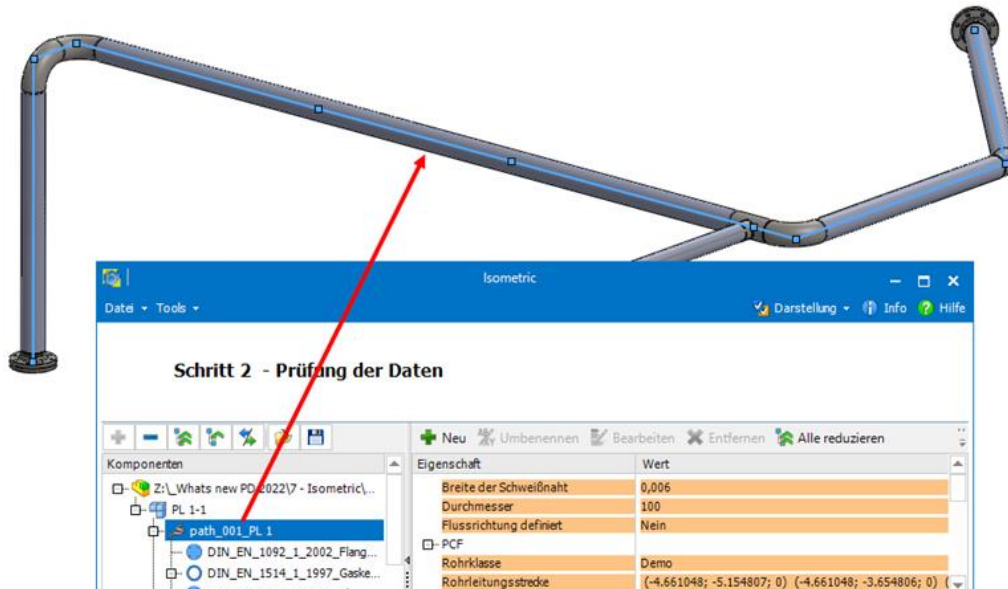 Isometric
Datei Tools Darstellung Info Hilfe
Schritt 2 - Prüfung der Daten
Neu Umbenennen Bearbeiten Entfernen Alle reduzieren
Komponenten Eigenschaft Wert
Z:\_Whats new PD 2022\7 - Isometric\... Breite der Schweißnaht 0,006
PL 1-1 Durchmesser 100
path_001_PL 1 Flussrichtung definiert Nein
DIN_EN_1092_1_2002_Flang... PCF
DIN_EN_1514_1_1997_Gaske... Rohrklasse Demo
Rohrleitungsstrecke (-4.661048; -5.154807; 0) (-4.661048; -3.654806; 0) (